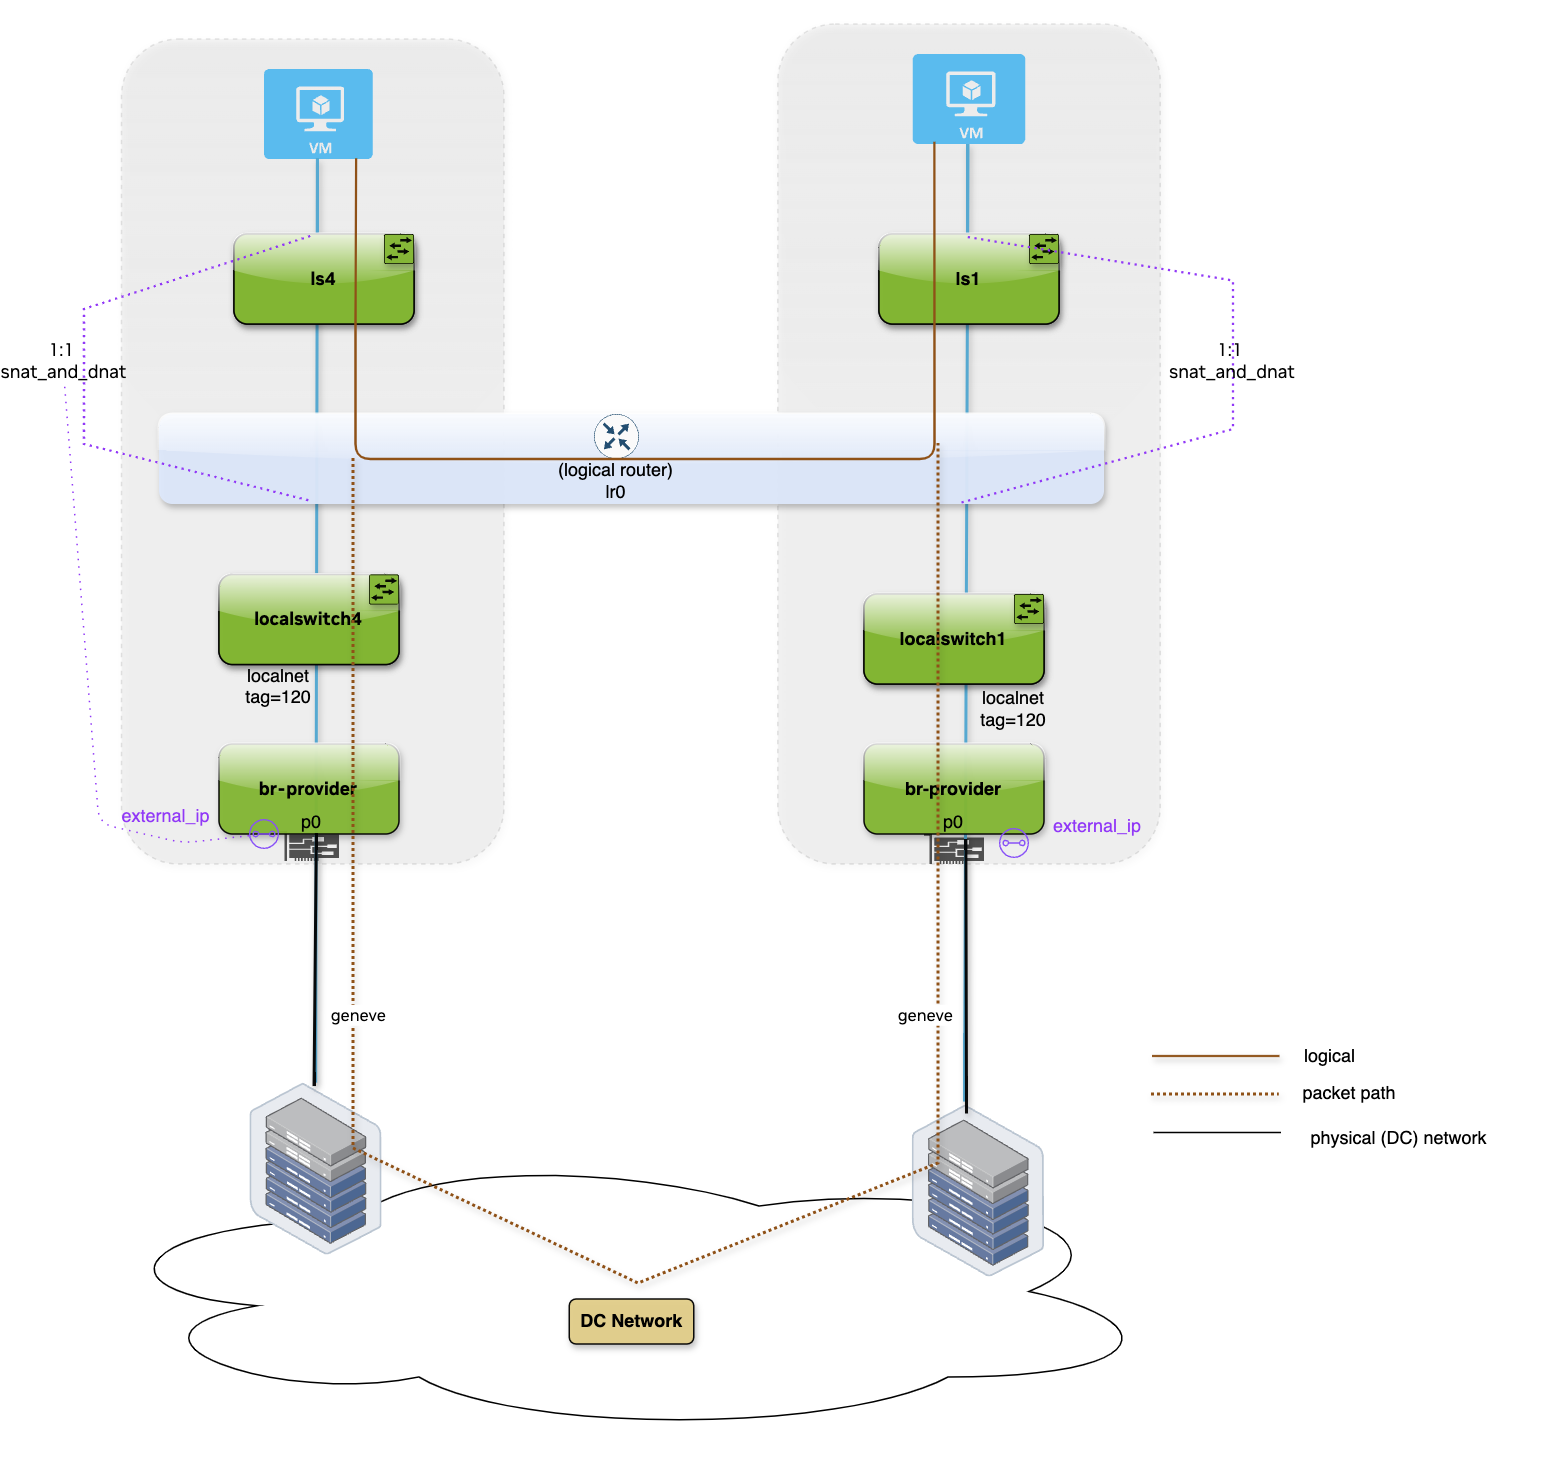 VM
VM
ls4
ls1
1:1
snat_and_dnat
1:1
snat_and_dnat
(logical router)
lr0
localswitch4
localswitch1
localnet
tag=120
localnet
tag=120
br-provider
br-provider
external_ip
p0
p0
external_ip
geneve
geneve
logical
packet path
physical (DC) network
DC Network